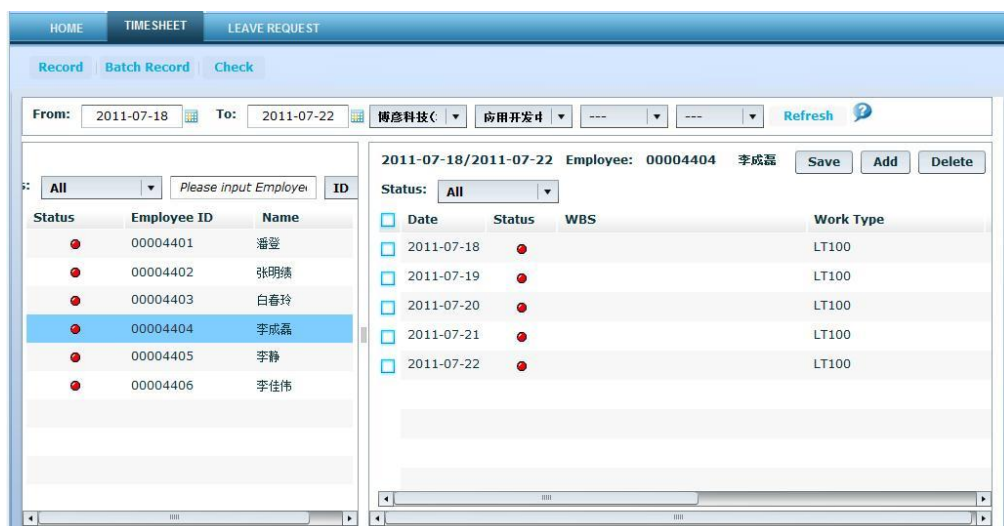 HOME TIMESHEET LEAVE REQUEST
Record Batch Record Check
From: 2011-07-18 To: 2011-07-22 博彦科技( 应用开发 --- --- Refresh
2011-07-18/2011-07-22 Employee: 00004404 李成磊 Save Add Delete
s: All Please input Employe ID
Status: All
Status Employee ID Name
00004401 潘登
00004402 张明
00004403 白春玲
00004404 李成磊
00004405 李静
00004406 李佳伟
Date Status WBS Work Type
2011-07-18 LT100
2011-07-19 LT100
2011-07-20 LT100
2011-07-21 LT100
2011-07-22 LT100